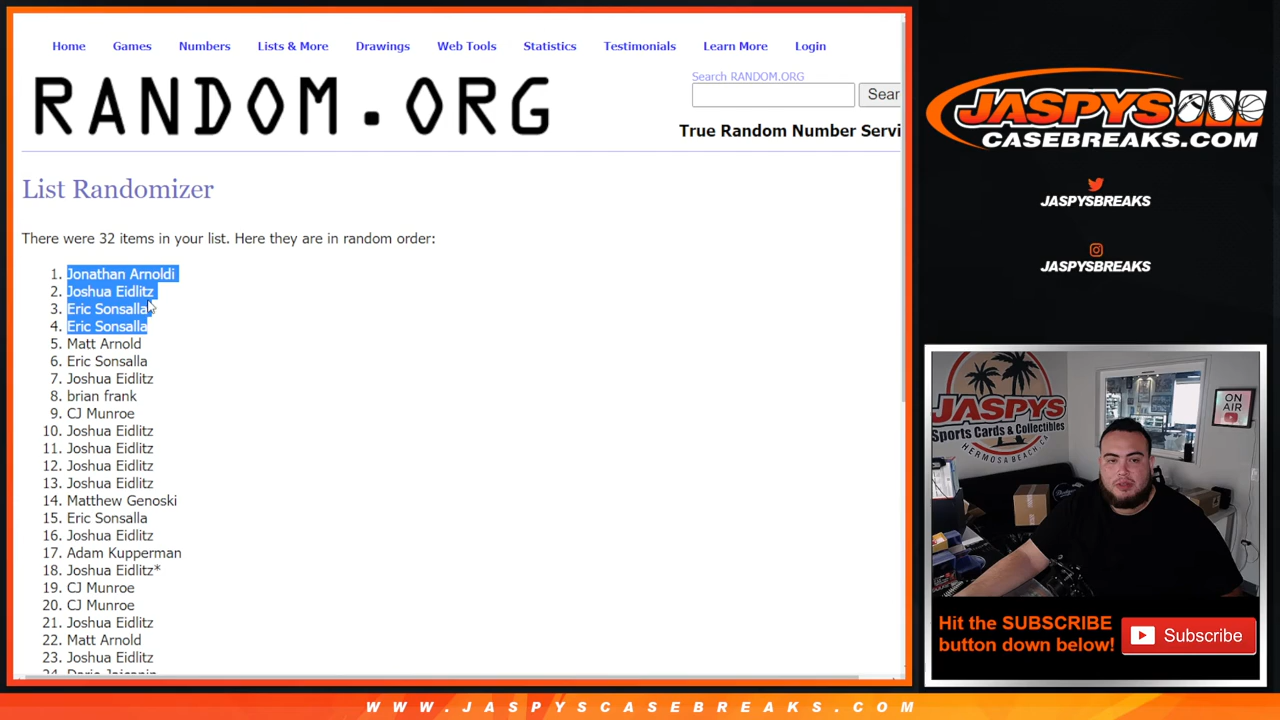 Home Games Numbers Lists & More Drawings Web Tools Statistics Testimonials Learn More Login
RANDOM.ORG
Search RANDOM.ORG
Sear
True Random Number Servi
List Randomizer
There were 32 items in your list. Here they are in random order:
1. Jonathan Arnoldi
2. Joshua Eidlitz
3. Eric Sonsalla
4. Eric Sonsalla
5. Matt Arnold
6. Eric Sonsalla
7. Joshua Eidlitz
8. brian frank
9. CJ Munroe
10. Joshua Eidlitz
11. Joshua Eidlitz
12. Joshua Eidlitz
13. Joshua Eidlitz
14. Matthew Genoski
15. Eric Sonsalla
16. Joshua Eidlitz
17. Adam Kupperman
18. Joshua Eidlitz*
19. CJ Munroe
20. CJ Munroe
21. Joshua Eidlitz
22. Matt Arnold
23. Joshua Eidlitz
JASPYS
CASEBREAKS.COM
JASPYSBREAKS
JASPYSBREAKS
JASPYS
Sports Cards & Collectibles
HERMOSA BEACH, CA
ON
AIR
Hit the SUBSCRIBE
button down below!
Subscribe
WWW.JASPYSCASEBREAKS.COM